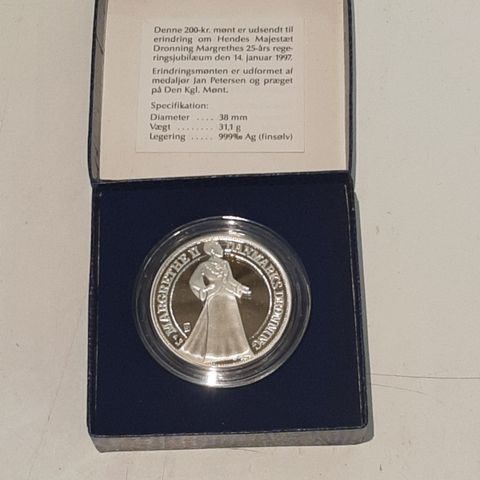 Denne 200-kr. mønt er udsendt til
erindring om Hendes Majestæt
Dronning Margrethes 25-års rege-
ringsjubilæum den 14. januar 1997.
Erindringsmønten er udformet af
medaljør Jan Petersen og præget
på Den Kgl. Mønt.
Specifikation:
Diameter .... 38 mm
Vægt ........ 31,1 g
Legering ..... 999‰ Ag (finsølv)
MARGRETHE II DANMARKS DRONNING